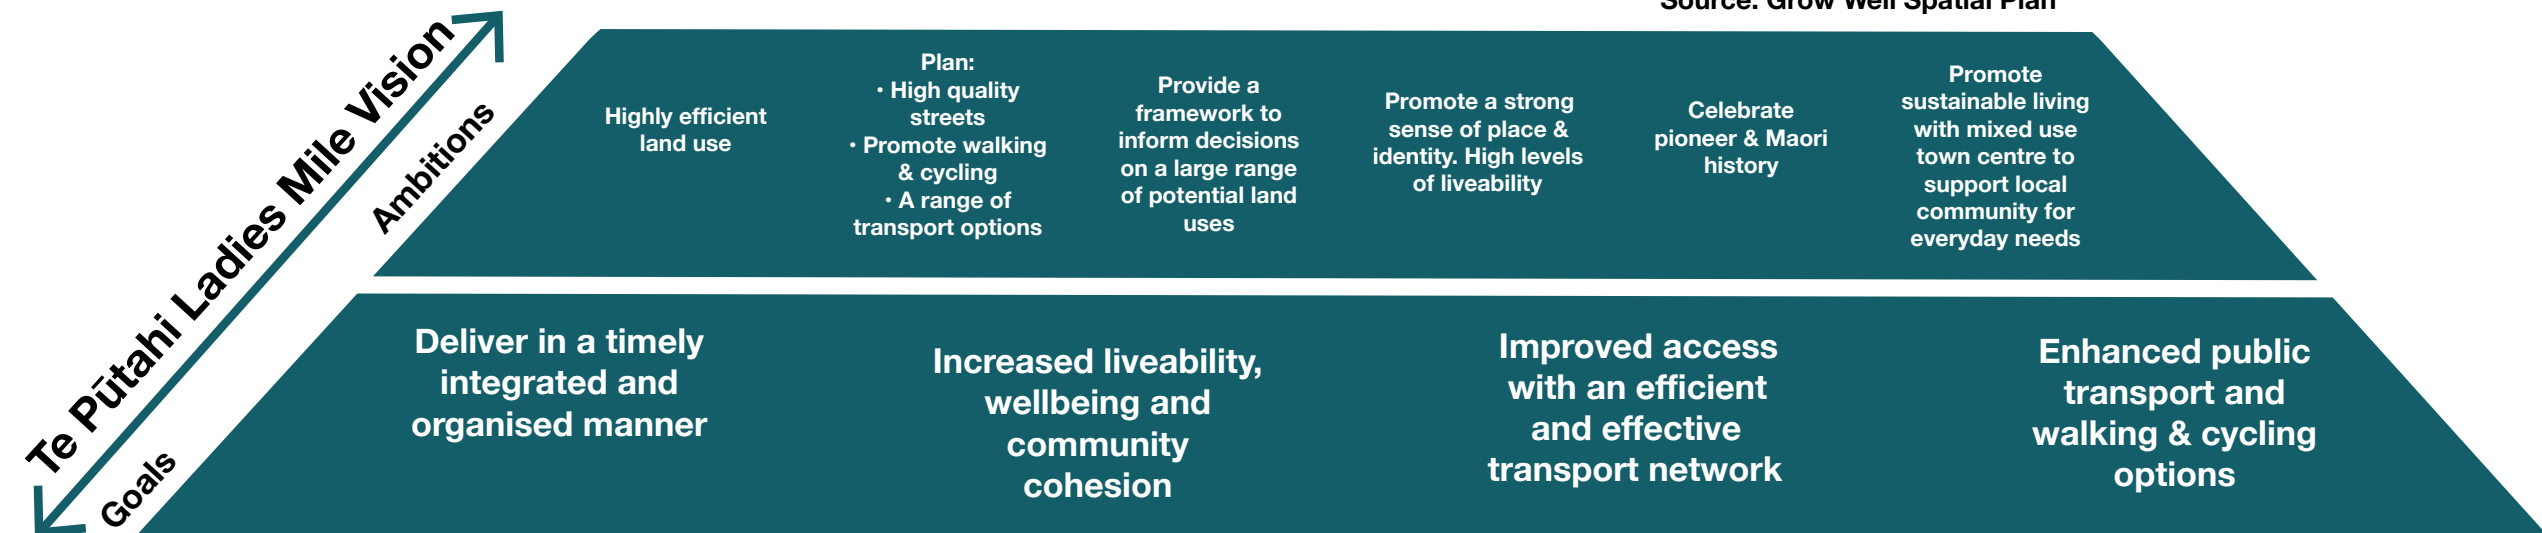 Source: Grow Well Spatial Plan
Te Pūtahi Ladies Mile Vision
Ambitions
Highly efficient
land use
Plan:
• High quality
streets
• Promote walking
& cycling
• A range of
transport options
Provide a
framework to
inform decisions
on a large range
of potential land
uses
Promote a strong
sense of place &
identity. High levels
of liveability
Celebrate
pioneer & Maori
history
Promote
sustainable living
with mixed use
town centre to
support local
community for
everyday needs
Goals
Deliver in a timely
integrated and
organised manner
Increased liveability,
wellbeing and
community
cohesion
Improved access
with an efficient
and effective
transport network
Enhanced public
transport and
walking & cycling
options